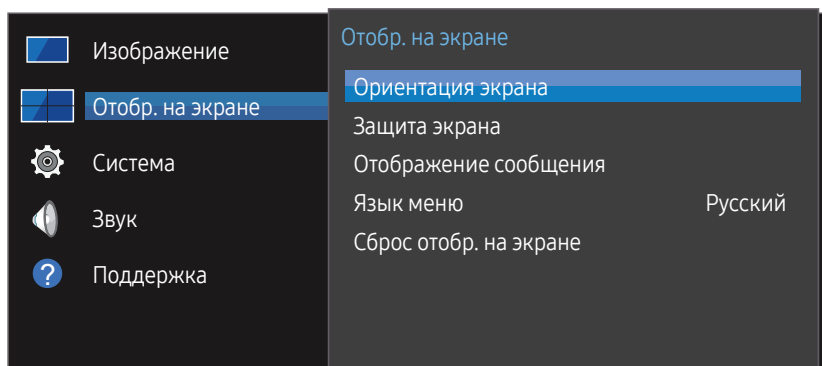 Изображение
Отобр. на экране
Система
Звук
? Поддержка
Отобр. на экране
Ориентация экрана
Защита экрана
Отображение сообщения
Язык меню Русский
Сброс отобр. на экране